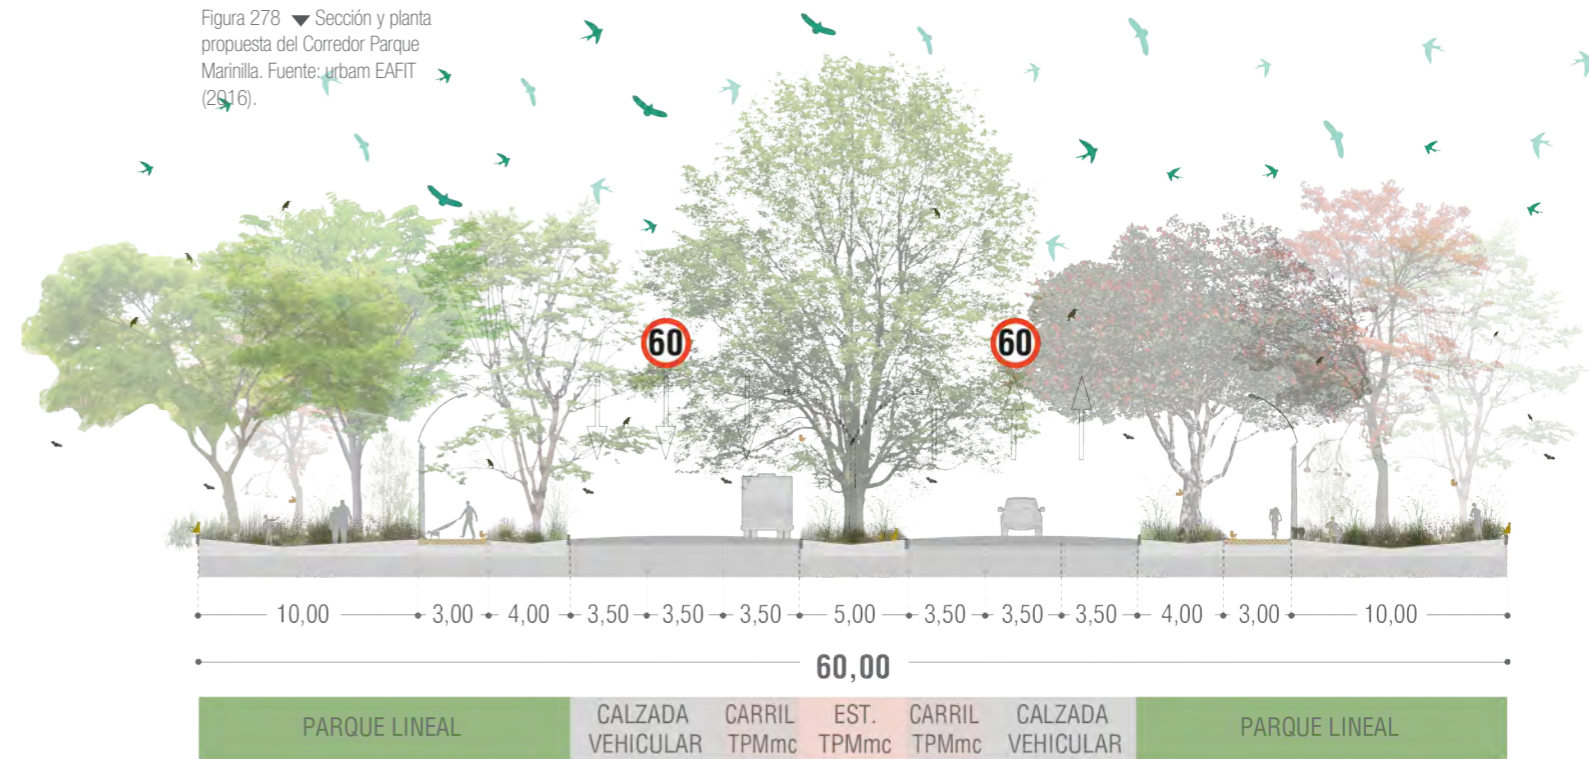 Figura 278 ▼ Sección y planta
propuesta del Corredor Parque
Marinilla. Fuente: urbam EAFIT
(2016).
60 60
10,00 3,00 4,00 3,50 3,50 3,50 5,00 3,50 3,50 3,50 4,00 3,00 10,00
60,00
PARQUE LINEAL
CALZADA
VEHICULAR
CARRIL
TPMmc
EST.
TPMmc
CARRIL
TPMmc
CALZADA
VEHICULAR
PARQUE LINEAL